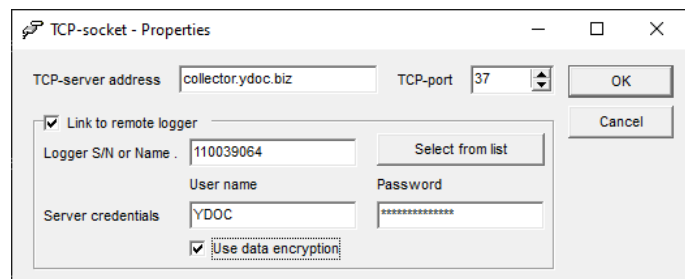 TCP-socket - Properties
TCP-server address collector.ydoc.biz TCP-port 37 OK
Link to remote logger Cancel
Logger S/N or Name . 110039064 Select from list
User name Password
Server credentials YDOC **************
Use data encryption